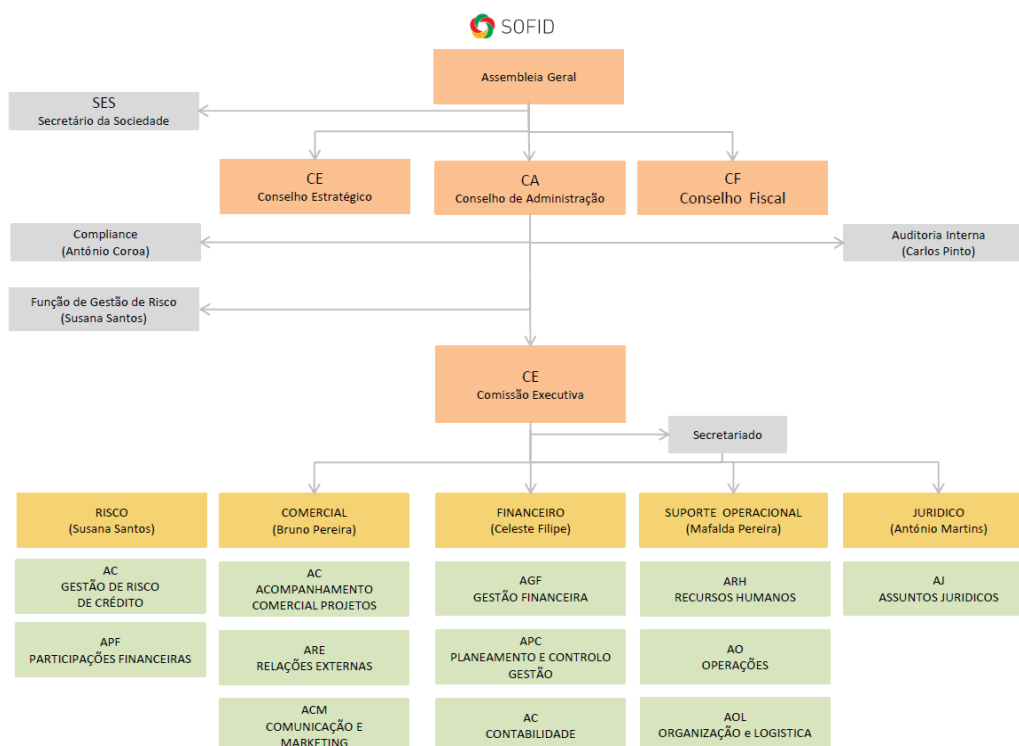 SOFID
Assembleia Geral
SES
Secretário da Sociedade
CE
Conselho Estratégico
CA
Conselho de Administração
CF
Conselho Fiscal
Compliance
(António Coroa)
Auditoria Interna
(Carlos Pinto)
Função de Gestão de Risco
(Susana Santos)
CE
Comissão Executiva
Secretariado
RISCO
(Susana Santos)
COMERCIAL
(Bruno Pereira)
FINANCEIRO
(Celeste Filipe)
SUPORTE OPERACIONAL
(Mafalda Pereira)
JURIDICO
(António Martins)
AC
GESTÃO DE RISCO
DE CRÉDITO
AC
ACOMPANHAMENTO
COMERCIAL PROJETOS
AGF
GESTÃO FINANCEIRA
ARH
RECURSOS HUMANOS
AJ
ASSUNTOS JURIDICOS
APF
PARTICIPAÇÕES FINANCEIRAS
ARE
RELAÇÕES EXTERNAS
APC
PLANEAMENTO E CONTROLO
GESTÃO
AO
OPERAÇÕES
ACM
COMUNICAÇÃO E
MARKETING
AC
CONTABILIDADE
AOL
ORGANIZAÇÃO e LOGISTICA